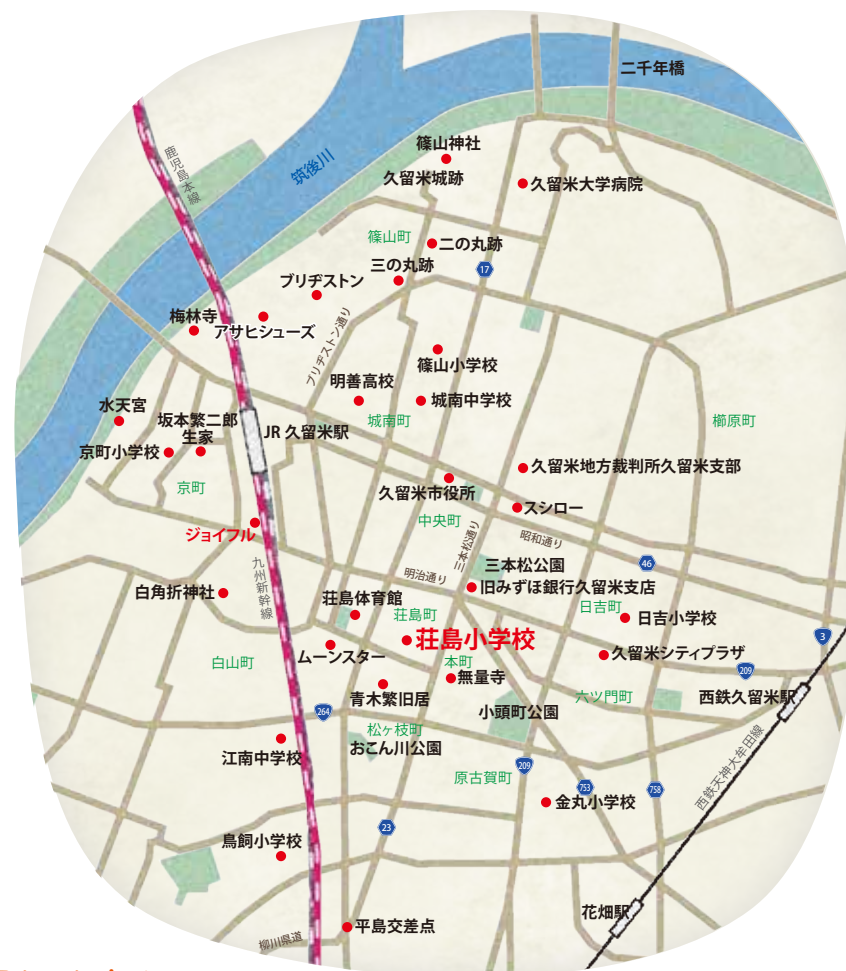 二千年橋
篠山神社
鹿児島本線
筑後川
久留米城跡
久留米大学病院
篠山町
二の丸跡
三の丸跡
17
ブリヂストン
梅林寺
アサヒシューズ
ブリヂストン通り
篠山小学校
明善高校
水天宮
坂本繁二郎
生家
城南町
城南中学校
櫛原町
JR 久留米駅
京町小学校
久留米地方裁判所久留米支部
京町
久留米市役所
スシロー
中央町
ジョイフル
三本松通り
昭和通り
九州新幹線
明治通り
三本松公園
46
白角折神社
旧みずほ銀行久留米支店
荘島体育館
荘島町
日吉町
日吉小学校
荘島小学校
3
白山町
ムーンスター
本町
久留米シティプラザ
209
無量寺
青木繁旧居
六ツ門町
西鉄久留米駅
264
小頭町公園
松ヶ枝町
おこん川公園
江南中学校
原古賀町
209
西鉄天神大牟田線
753
758
金丸小学校
23
鳥飼小学校
花畑駅
平島交差点
柳川県道